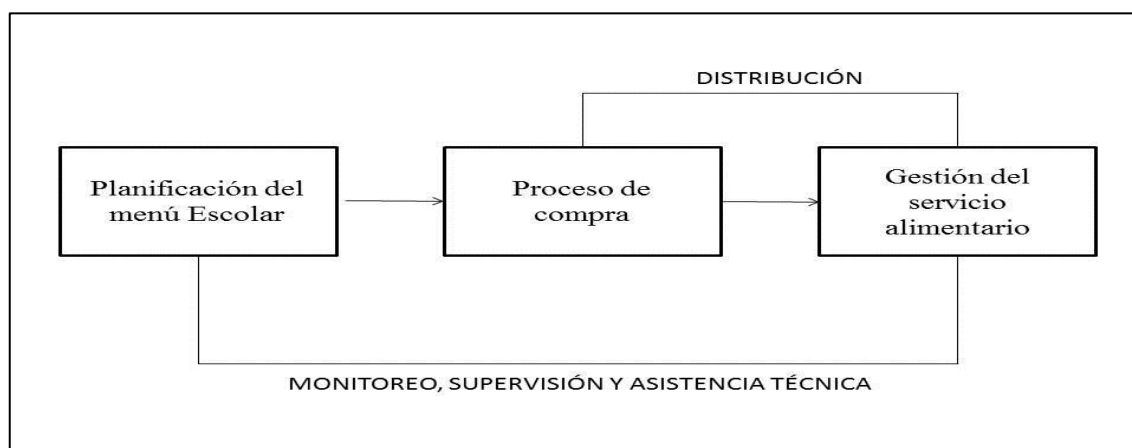 DISTRIBUCIÓN
Planificación del
menú Escolar
Proceso de
compra
Gestión del
servicio
alimentario
MONITOREO, SUPERVISIÓN Y ASISTENCIA TÉCNICA